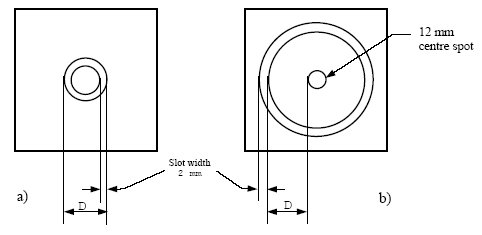 12 mm
centre spot
Slot width
2 mm
a)
D
D
b)